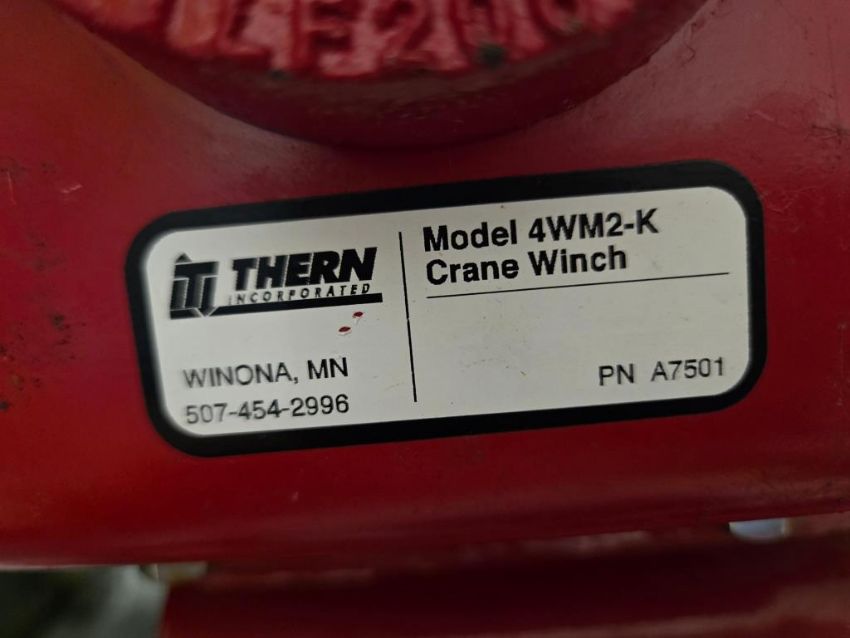 THERN
INCORPORATED
WINONA, MN
507-454-2996
Model 4WM2-K
Crane Winch
PN A7501